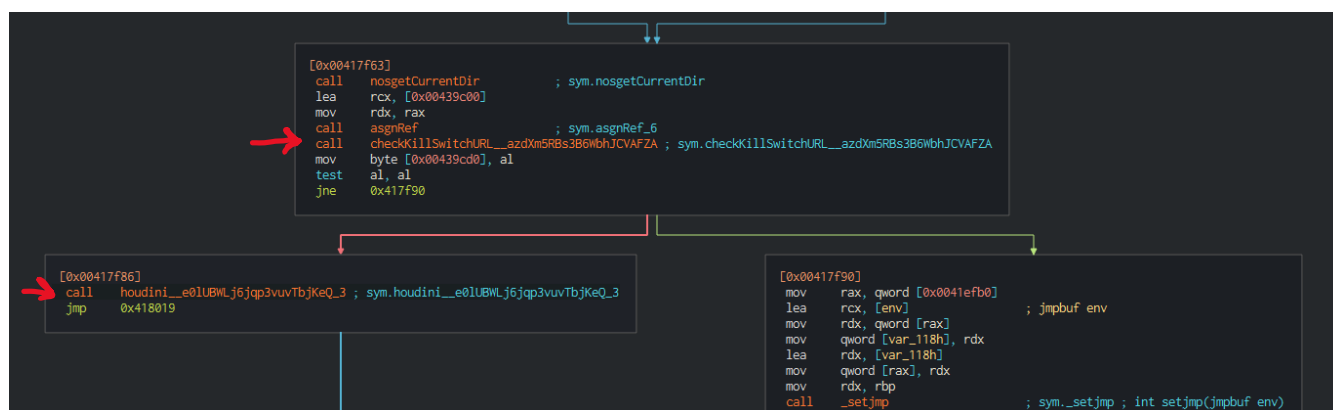 [0x00417f63]
call nosgetCurrentDir ; sym.nosgetCurrentDir
lea rcx, [0x00439c00]
mov rdx, rax
call asgnRef ; sym.asgnRef_6
call checkKillSwitchURL__azdXm5RBs3B6WbhJCVAFZA ; sym.checkKillSwitchURL__azdXm5RBs3B6WbhJCVAFZA
mov byte [0x00439cd0], al
test al, al
jne 0x417f90
[0x00417f86]
call houdini__e0lUBWLj6jqp3vuvTbjKeQ_3 ; sym.houdini__e0lUBWLj6jqp3vuvTbjKeQ_3
jmp 0x418019
[0x00417f90]
mov rax, qword [0x0041efb0]
lea rcx, [env] ; jmpbuf env
mov rdx, qword [rax]
mov qword [var_118h], rdx
lea rdx, [var_118h]
mov qword [rax], rdx
mov rdx, rbp
call _setjmp ; sym._setjmp ; int setjmp(jmpbuf env)